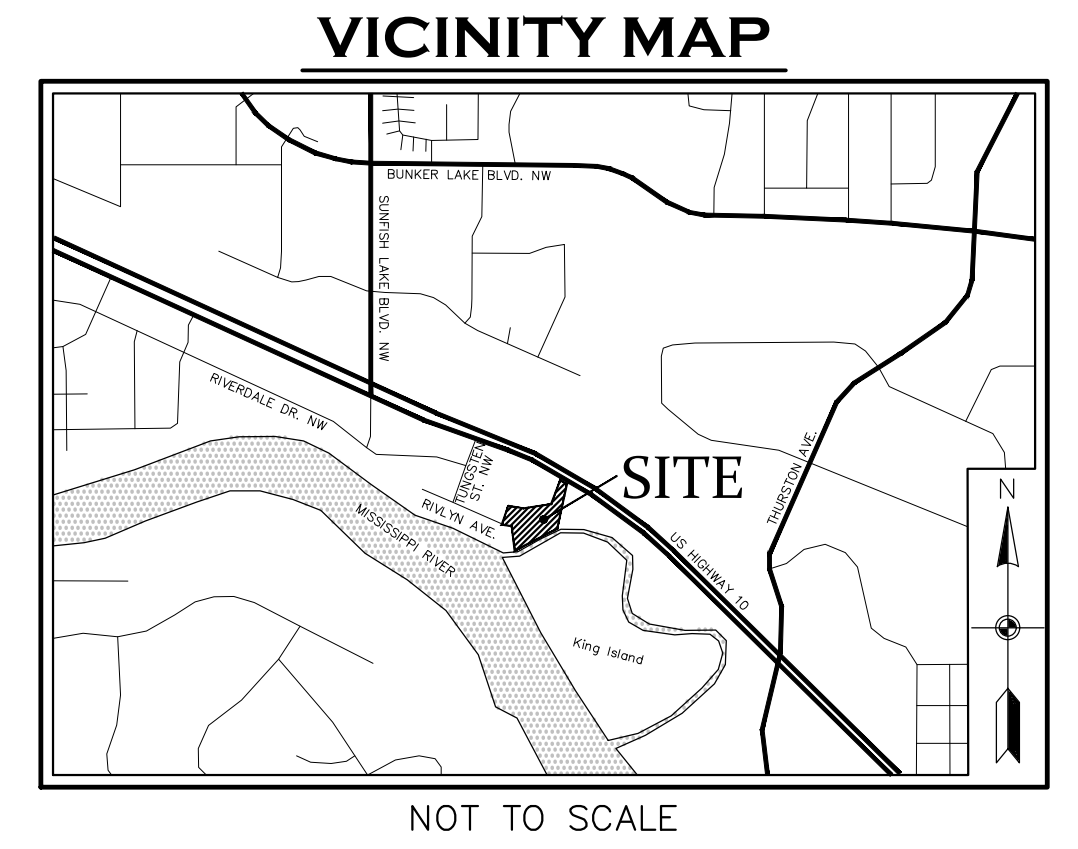 VICINITY MAP
BUNKER LAKE BLVD. NW
SUNFISH LAKE BLVD. NW
RIVERDALE DR. NW
TUNGSTEN
ST. NW
SITE
THURSTON AVE.
N
RIVLYN AVE.
MISSISSIPPI RIVER
US HIGHWAY 10
King Island
NOT TO SCALE